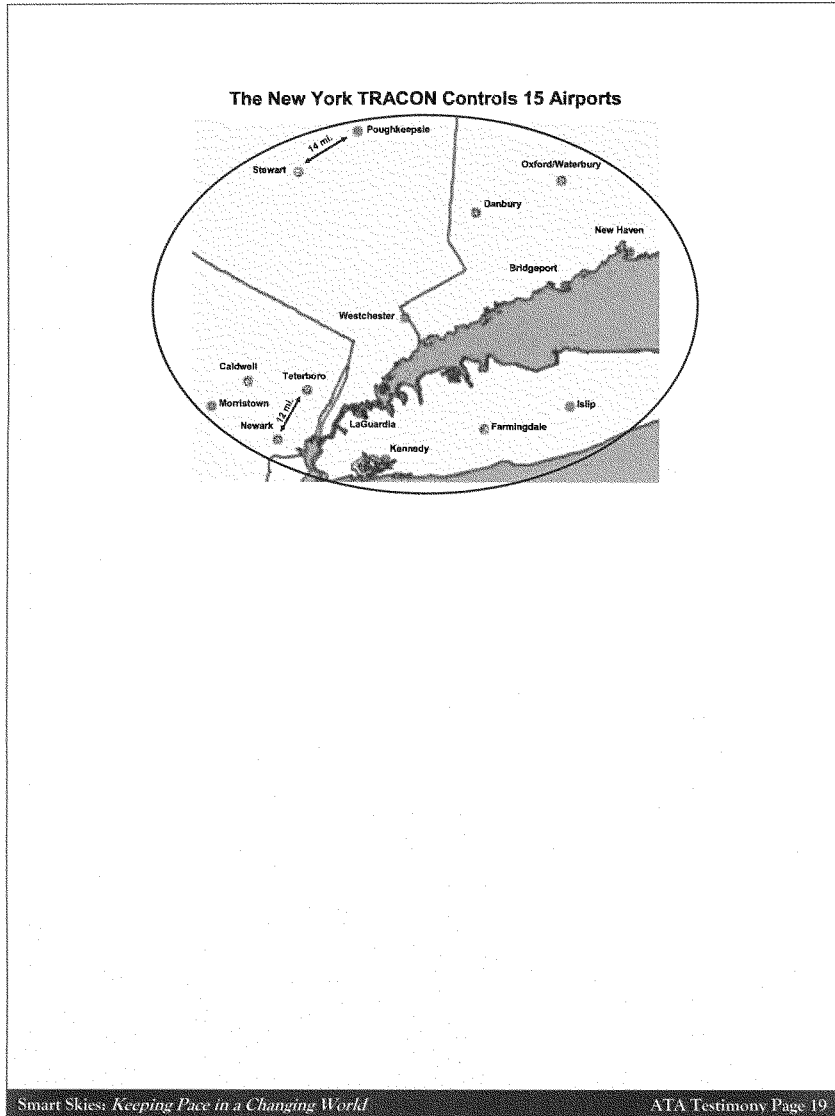 The New York TRACON Controls 15 Airports
Poughkeepsie
14 mi.
Stewart
Oxford/Waterbury
Danbury
New Haven
Bridgeport
Westchester
Caldwell
Teterboro
Morristown
12 mi.
Newark
LaGuardia
Kennedy
Islip
Farmingdale
Smart Skies: Keeping Pace in a Changing World
ATA Testimony Page 19